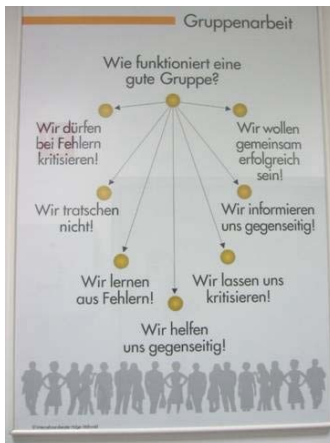 Gruppenarbeit
Wie funktioniert eine
gute Gruppe?
Wir dürfen
bei Fehlern
kritisieren!
Wir wollen
gemeinsam
erfolgreich
sein!
Wir tratschen
nicht!
Wir informieren
uns gegenseitig!
Wir lernen
aus Fehlern!
Wir lassen uns
kritisieren!
Wir helfen
uns gegenseitig!